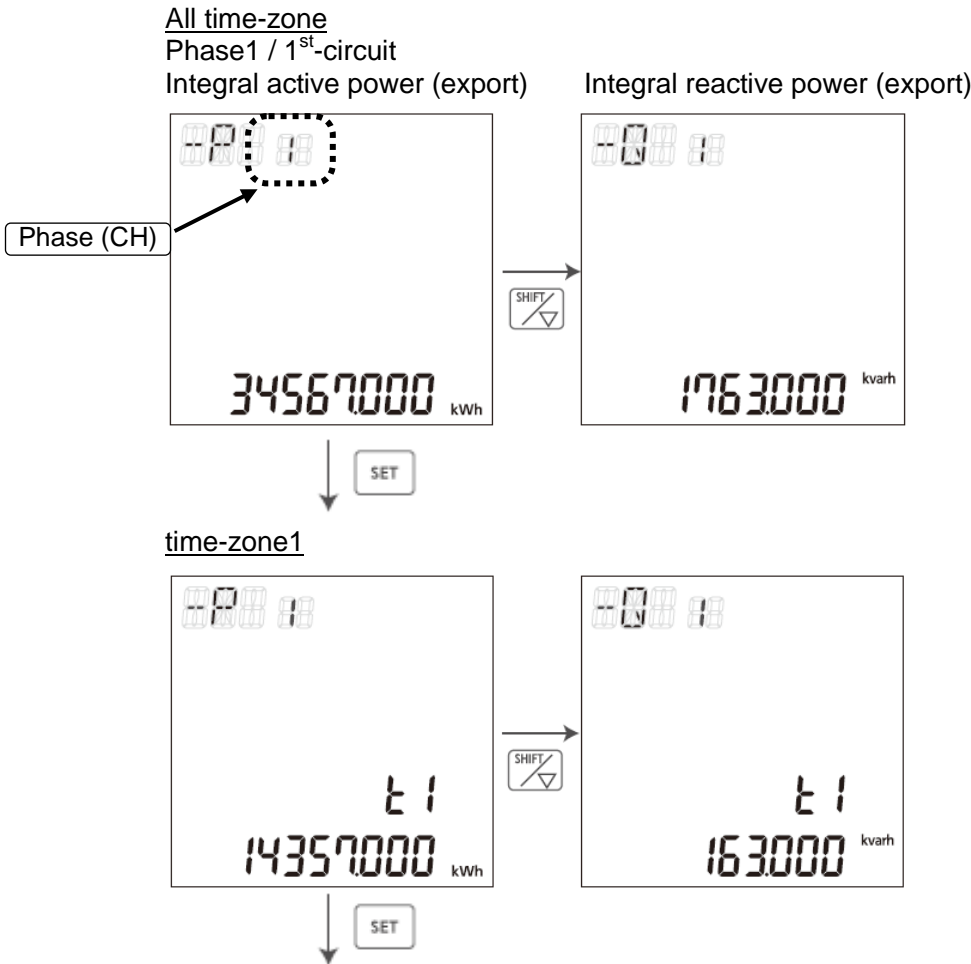 All time-zone
Phase1 / 1st-circuit
Integral active power (export) Integral reactive power (export)
-P 1
-Q 1
Phase (CH)
SHIFT/▽
34567.000 kWh
1763.000 kvarh
SET
time-zone1
-P 1
-Q 1
SHIFT/▽
t1
t1
14357.000 kWh
163.000 kvarh
SET